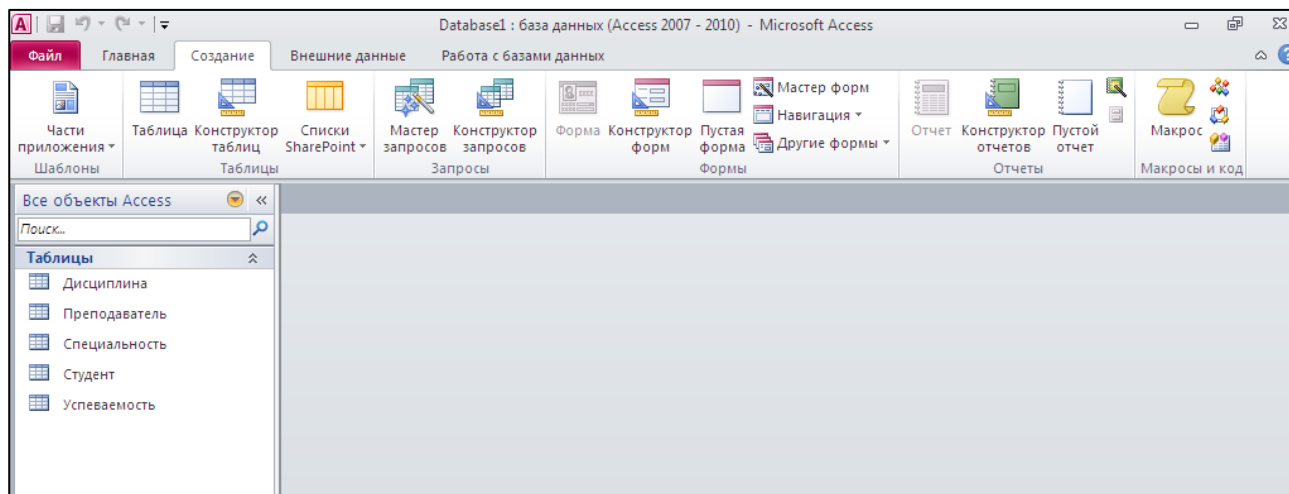 Database1 : база данных (Access 2007 - 2010) - Microsoft Access
Файл Главная Создание Внешние данные Работа с базами данных
Части приложения
Таблица
Конструктор таблиц
Списки SharePoint
Мастер запросов
Конструктор запросов
Форма
Конструктор форм
Пустая форма
Мастер форм
Навигация
Другие формы
Отчет
Конструктор отчетов
Пустой отчет
Макрос
Шаблоны Таблицы Запросы Формы Отчеты Макросы и код
Все объекты Access
Поиск...
Таблицы
Дисциплина
Преподаватель
Специальность
Студент
Успеваемость